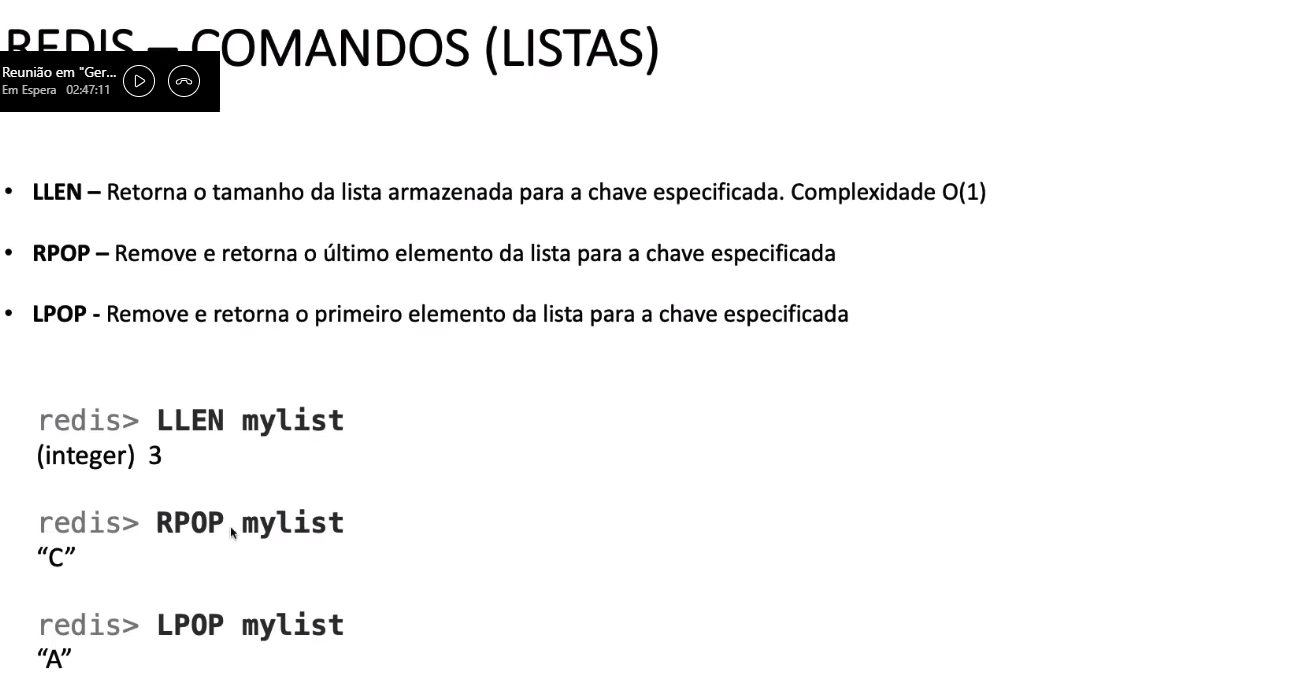 REDIS – COMANDOS (LISTAS)
Reunião em "Ger...
Em Espera 02:47:11
• LLEN – Retorna o tamanho da lista armazenada para a chave especificada. Complexidade O(1)
• RPOP – Remove e retorna o último elemento da lista para a chave especificada
• LPOP - Remove e retorna o primeiro elemento da lista para a chave especificada
redis> LLEN mylist
(integer) 3
redis> RPOP mylist
“C”
redis> LPOP mylist
“A”